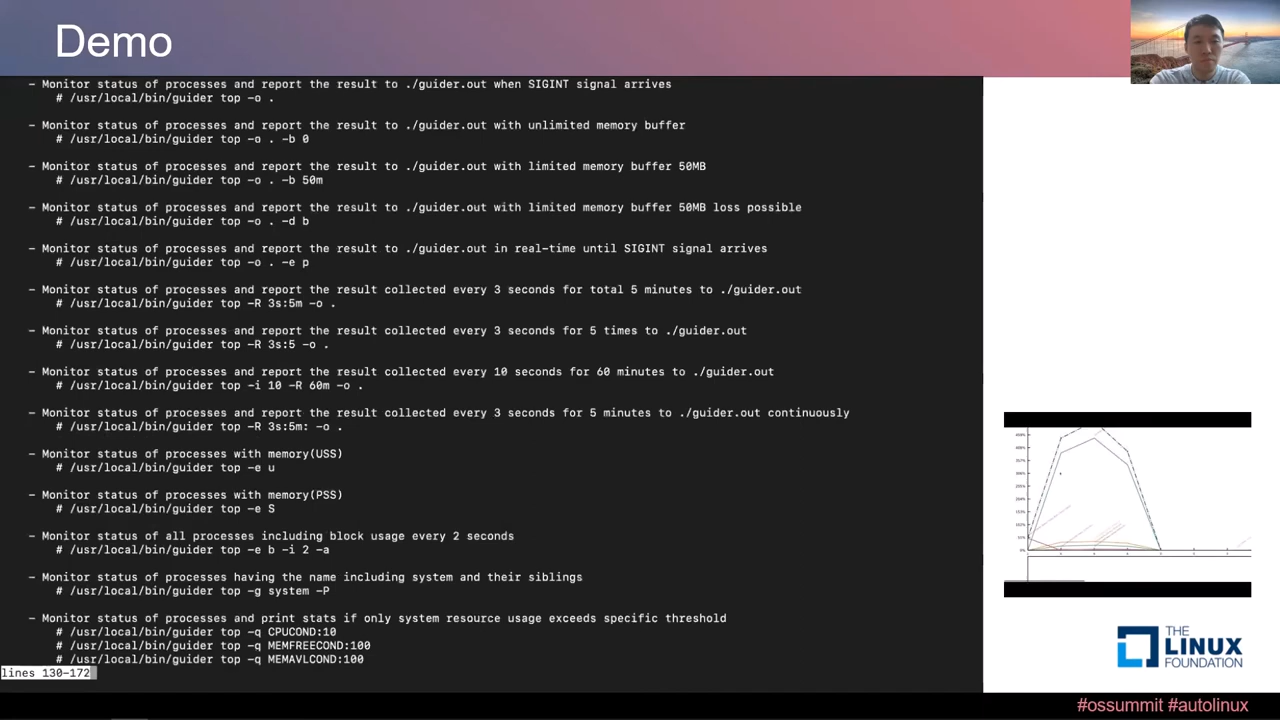 Demo
- Monitor status of processes and report the result to ./guider.out when SIGINT signal arrives
# /usr/local/bin/guider top -o .
- Monitor status of processes and report the result to ./guider.out with unlimited memory buffer
# /usr/local/bin/guider top -o . -b 0
- Monitor status of processes and report the result to ./guider.out with limited memory buffer 50MB
# /usr/local/bin/guider top -o . -b 50m
- Monitor status of processes and report the result to ./guider.out with limited memory buffer 50MB loss possible
# /usr/local/bin/guider top -o . -d b
- Monitor status of processes and report the result to ./guider.out in real-time until SIGINT signal arrives
# /usr/local/bin/guider top -o . -e p
- Monitor status of processes and report the result collected every 3 seconds for total 5 minutes to ./guider.out
# /usr/local/bin/guider top -R 3s:5m -o .
- Monitor status of processes and report the result collected every 3 seconds for 5 times to ./guider.out
# /usr/local/bin/guider top -R 3s:5 -o .
- Monitor status of processes and report the result collected every 10 seconds for 60 minutes to ./guider.out
# /usr/local/bin/guider top -i 10 -R 60m -o .
- Monitor status of processes and report the result collected every 3 seconds for 5 minutes to ./guider.out continuously
# /usr/local/bin/guider top -R 3s:5m: -o .
- Monitor status of processes with memory(USS)
# /usr/local/bin/guider top -e u
- Monitor status of processes with memory(PSS)
# /usr/local/bin/guider top -e S
- Monitor status of all processes including block usage every 2 seconds
# /usr/local/bin/guider top -e b -i 2 -a
- Monitor status of processes having the name including system and their siblings
# /usr/local/bin/guider top -g system -P
- Monitor status of processes and print stats if only system resource usage exceeds specific threshold
# /usr/local/bin/guider top -q CPUCOND:10
# /usr/local/bin/guider top -q MEMFREECOND:100
# /usr/local/bin/guider top -q MEMAVLCOND:100
lines 130-172
THE
LINUX
FOUNDATION
#ossummit #autolinux